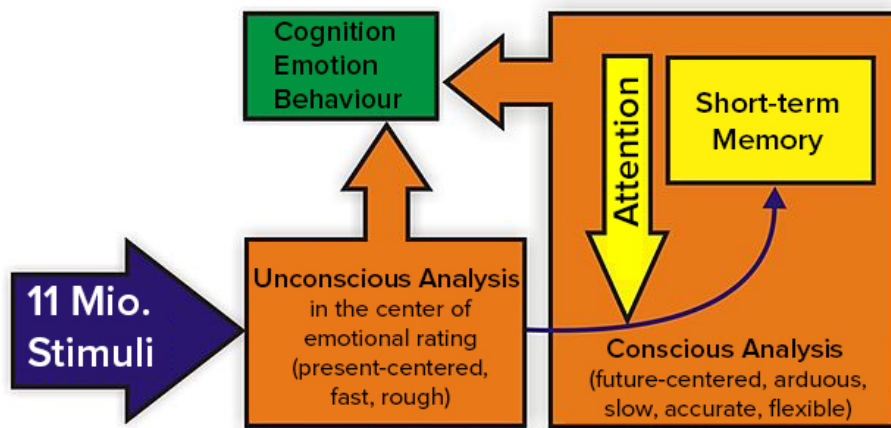 Cognition
Emotion
Behaviour
Attention
Short-term
Memory
11 Mio.
Stimuli
Unconscious Analysis
in the center of
emotional rating
(present-centered,
fast, rough)
Conscious Analysis
(future-centered, arduous,
slow, accurate, flexible)